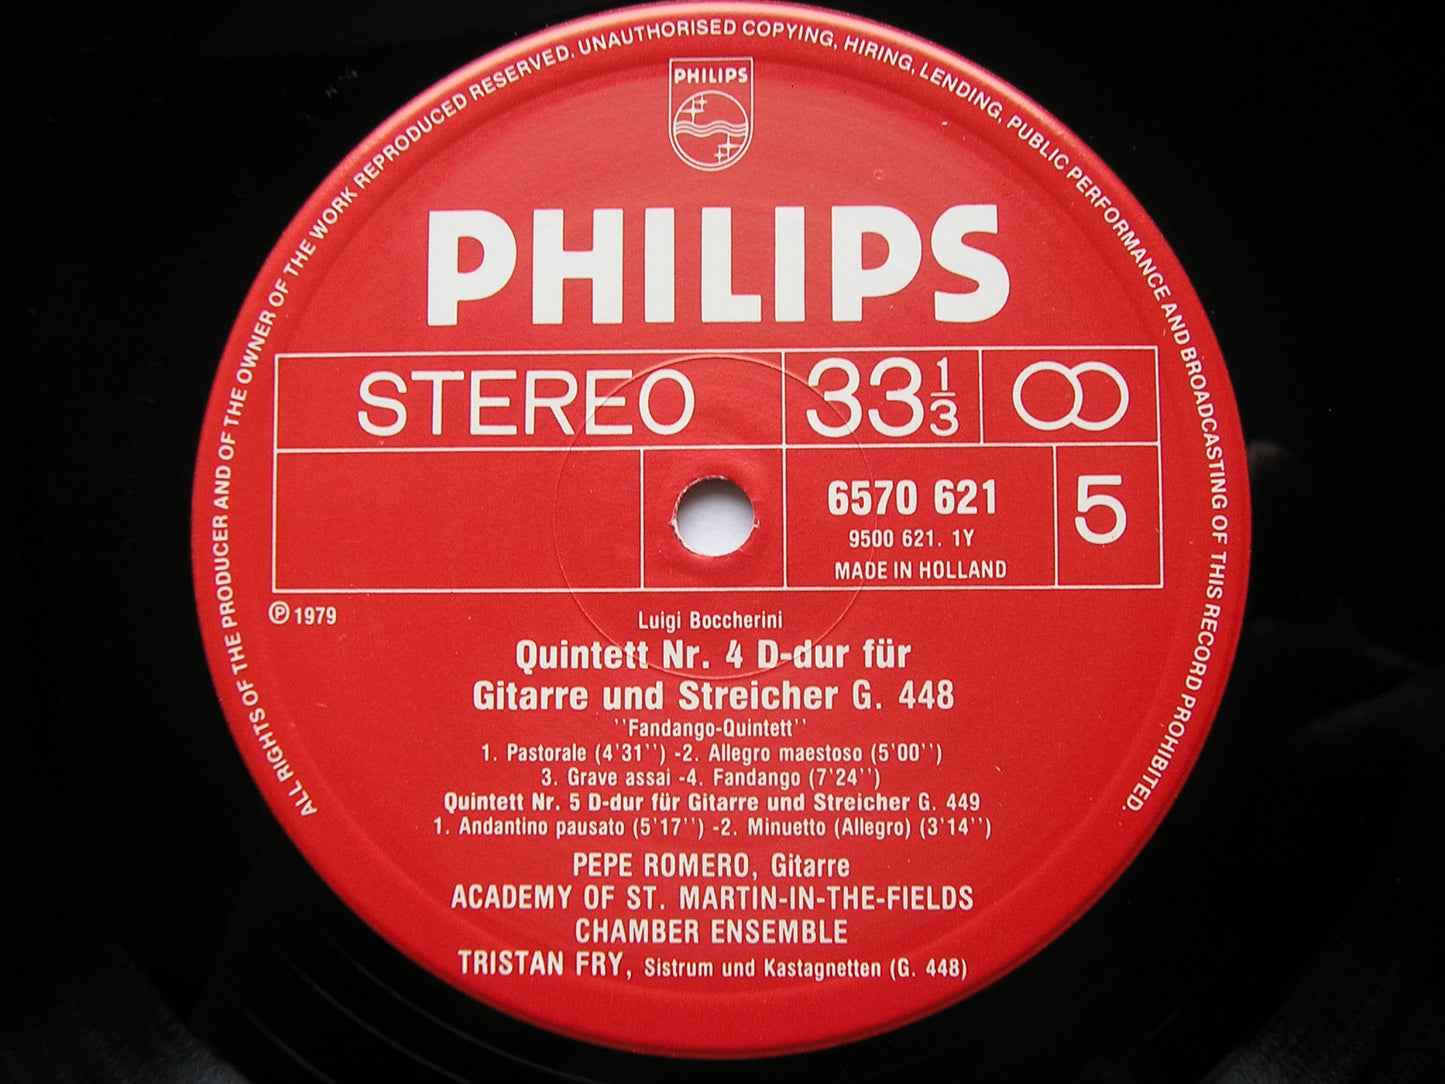 ALL RIGHTS OF THE PRODUCER AND OF THE OWNER OF THE WORK REPRODUCED RESERVED. UNAUTHORISED COPYING, HIRING, LENDING, PUBLIC PERFORMANCE AND BROADCASTING OF THIS RECORD PROHIBITED.
PHILIPS
PHILIPS
STEREO 33 1/3
6570 621 5
9500 621. 1Y
MADE IN HOLLAND
℗ 1979
Luigi Boccherini
Quintett Nr. 4 D-dur für
Gitarre und Streicher G. 448
''Fandango-Quintett''
1. Pastorale (4'31'') -2. Allegro maestoso (5'00'')
3. Grave assai -4. Fandango (7'24'')
Quintett Nr. 5 D-dur für Gitarre und Streicher G. 449
1. Andantino pausato (5'17'') -2. Minuetto (Allegro) (3'14'')
PEPE ROMERO, Gitarre
ACADEMY OF ST. MARTIN-IN-THE-FIELDS
CHAMBER ENSEMBLE
TRISTAN FRY, Sistrum und Kastagnetten (G. 448)